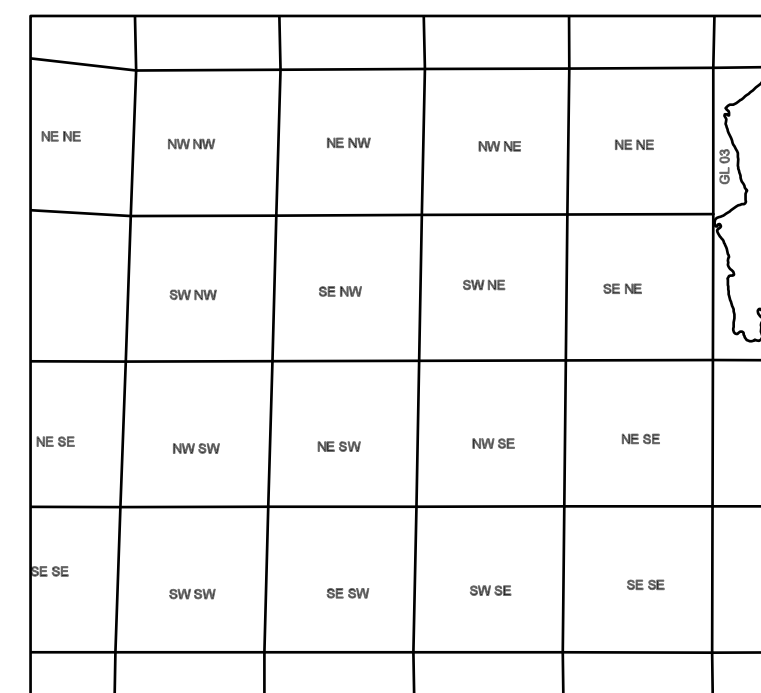 NE NE
NW NW
NE NW
NW NE
NE NE
GL 03
SW NW
SE NW
SW NE
SE NE
NE SE
NW SW
NE SW
NW SE
NE SE
SE SE
SW SW
SE SW
SW SE
SE SE